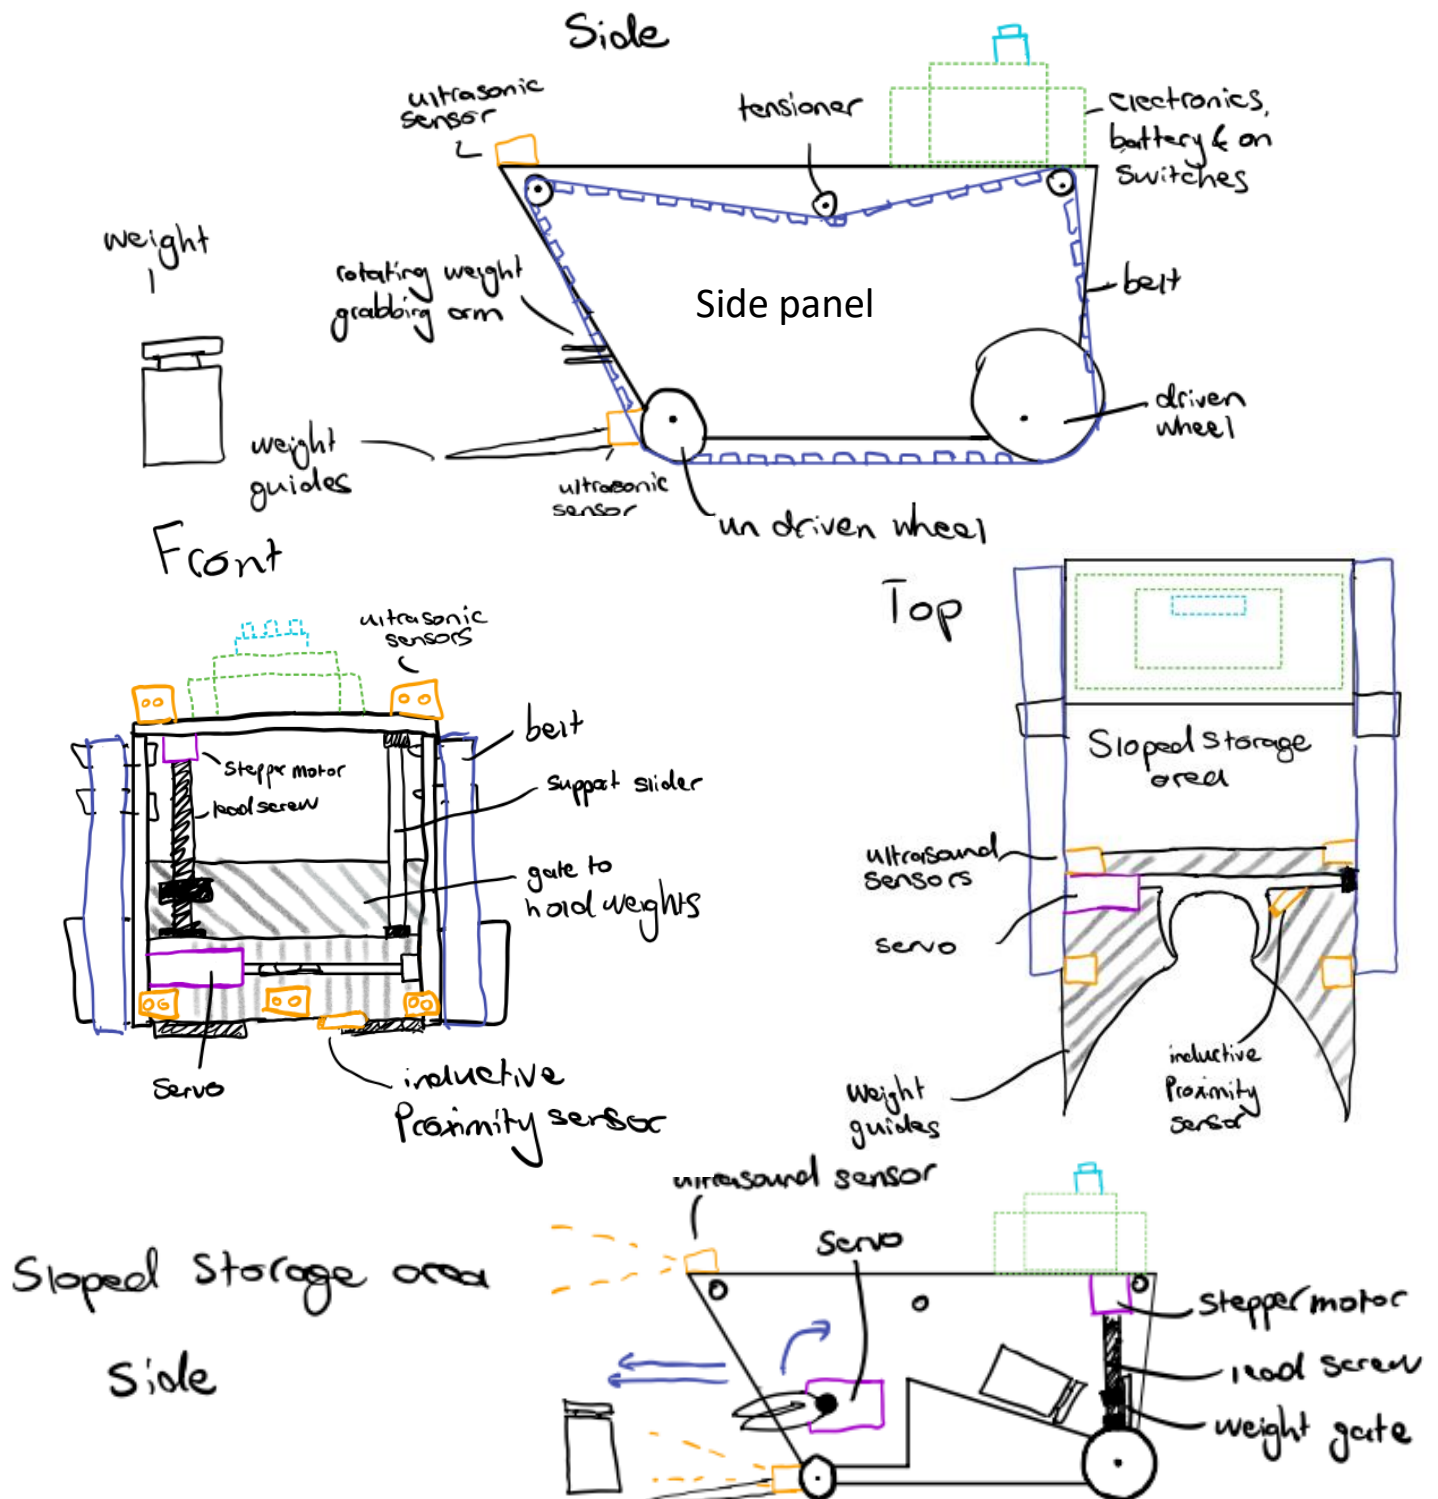 Side
ultrasonic
sensor
tensioner
electronics,
battery & on
switches
weight
rotating weight
grabbing arm
Side panel
belt
driven
wheel
weight
guides
ultrasonic
sensor
un driven wheel
Front
Top
ultrasonic
sensors
belt
stepper motor
lead screw
support slider
gate to
hold weights
servo
inductive
Proximity sensor
Sloped Storage
area
ultrasound
sensors
servo
weight
guides
inductive
Proximity
sensor
ultrasound sensor
Sloped Storage area
Side
servo
stepper motor
lead screw
weight gate